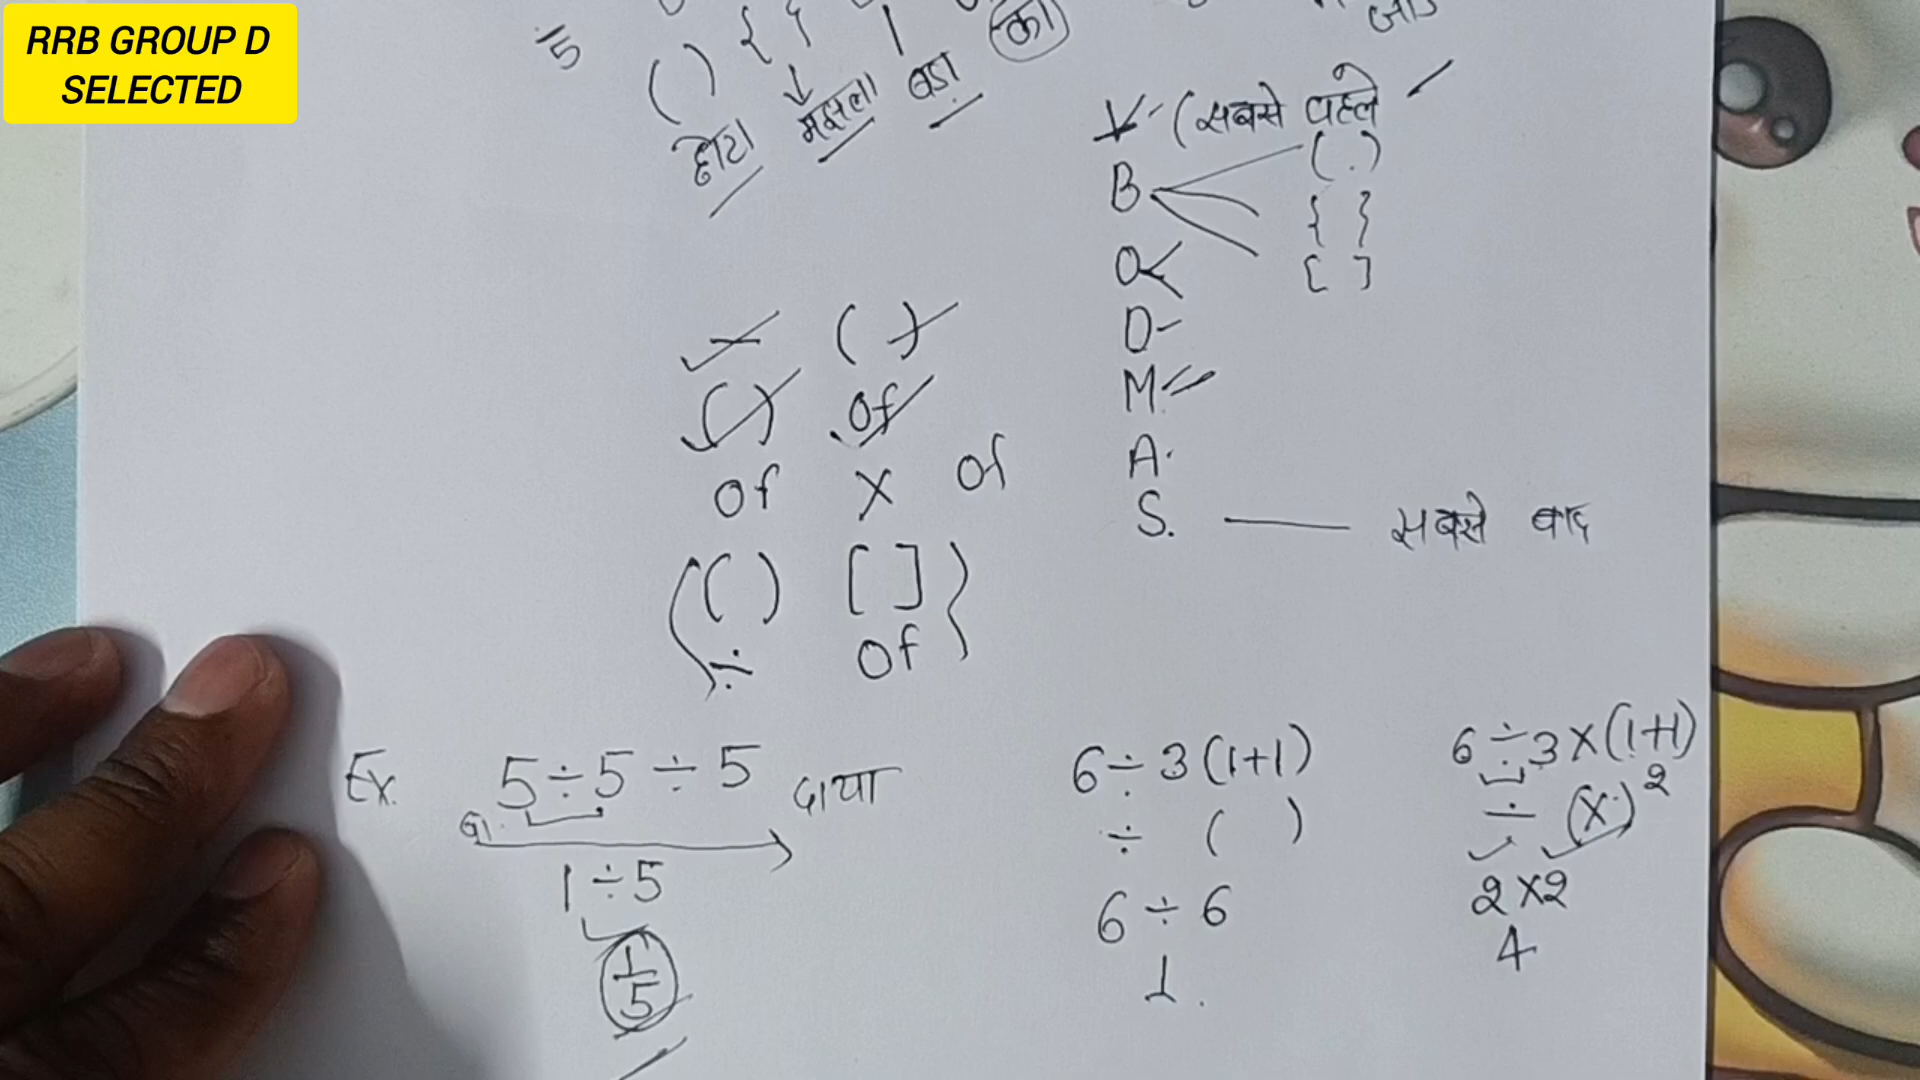 RRB GROUP D
SELECTED
5
( ) { } | का
छोटा मझला बड़ा
V - (सबसे पहले
B ( . )
{ }
[ ]
O
D -
M
A.
S. —— सबसे बाद
— ( )
( ) of
of × of
( ) [ ]
÷ of
Ex. 5 ÷ 5 ÷ 5 दाया
1 ÷ 5
1/5
6 ÷ 3 (1+1)
÷ ( )
6 ÷ 6
1.
6 ÷ 3 × (1+1)
÷ (×) 2
2 × 2
4